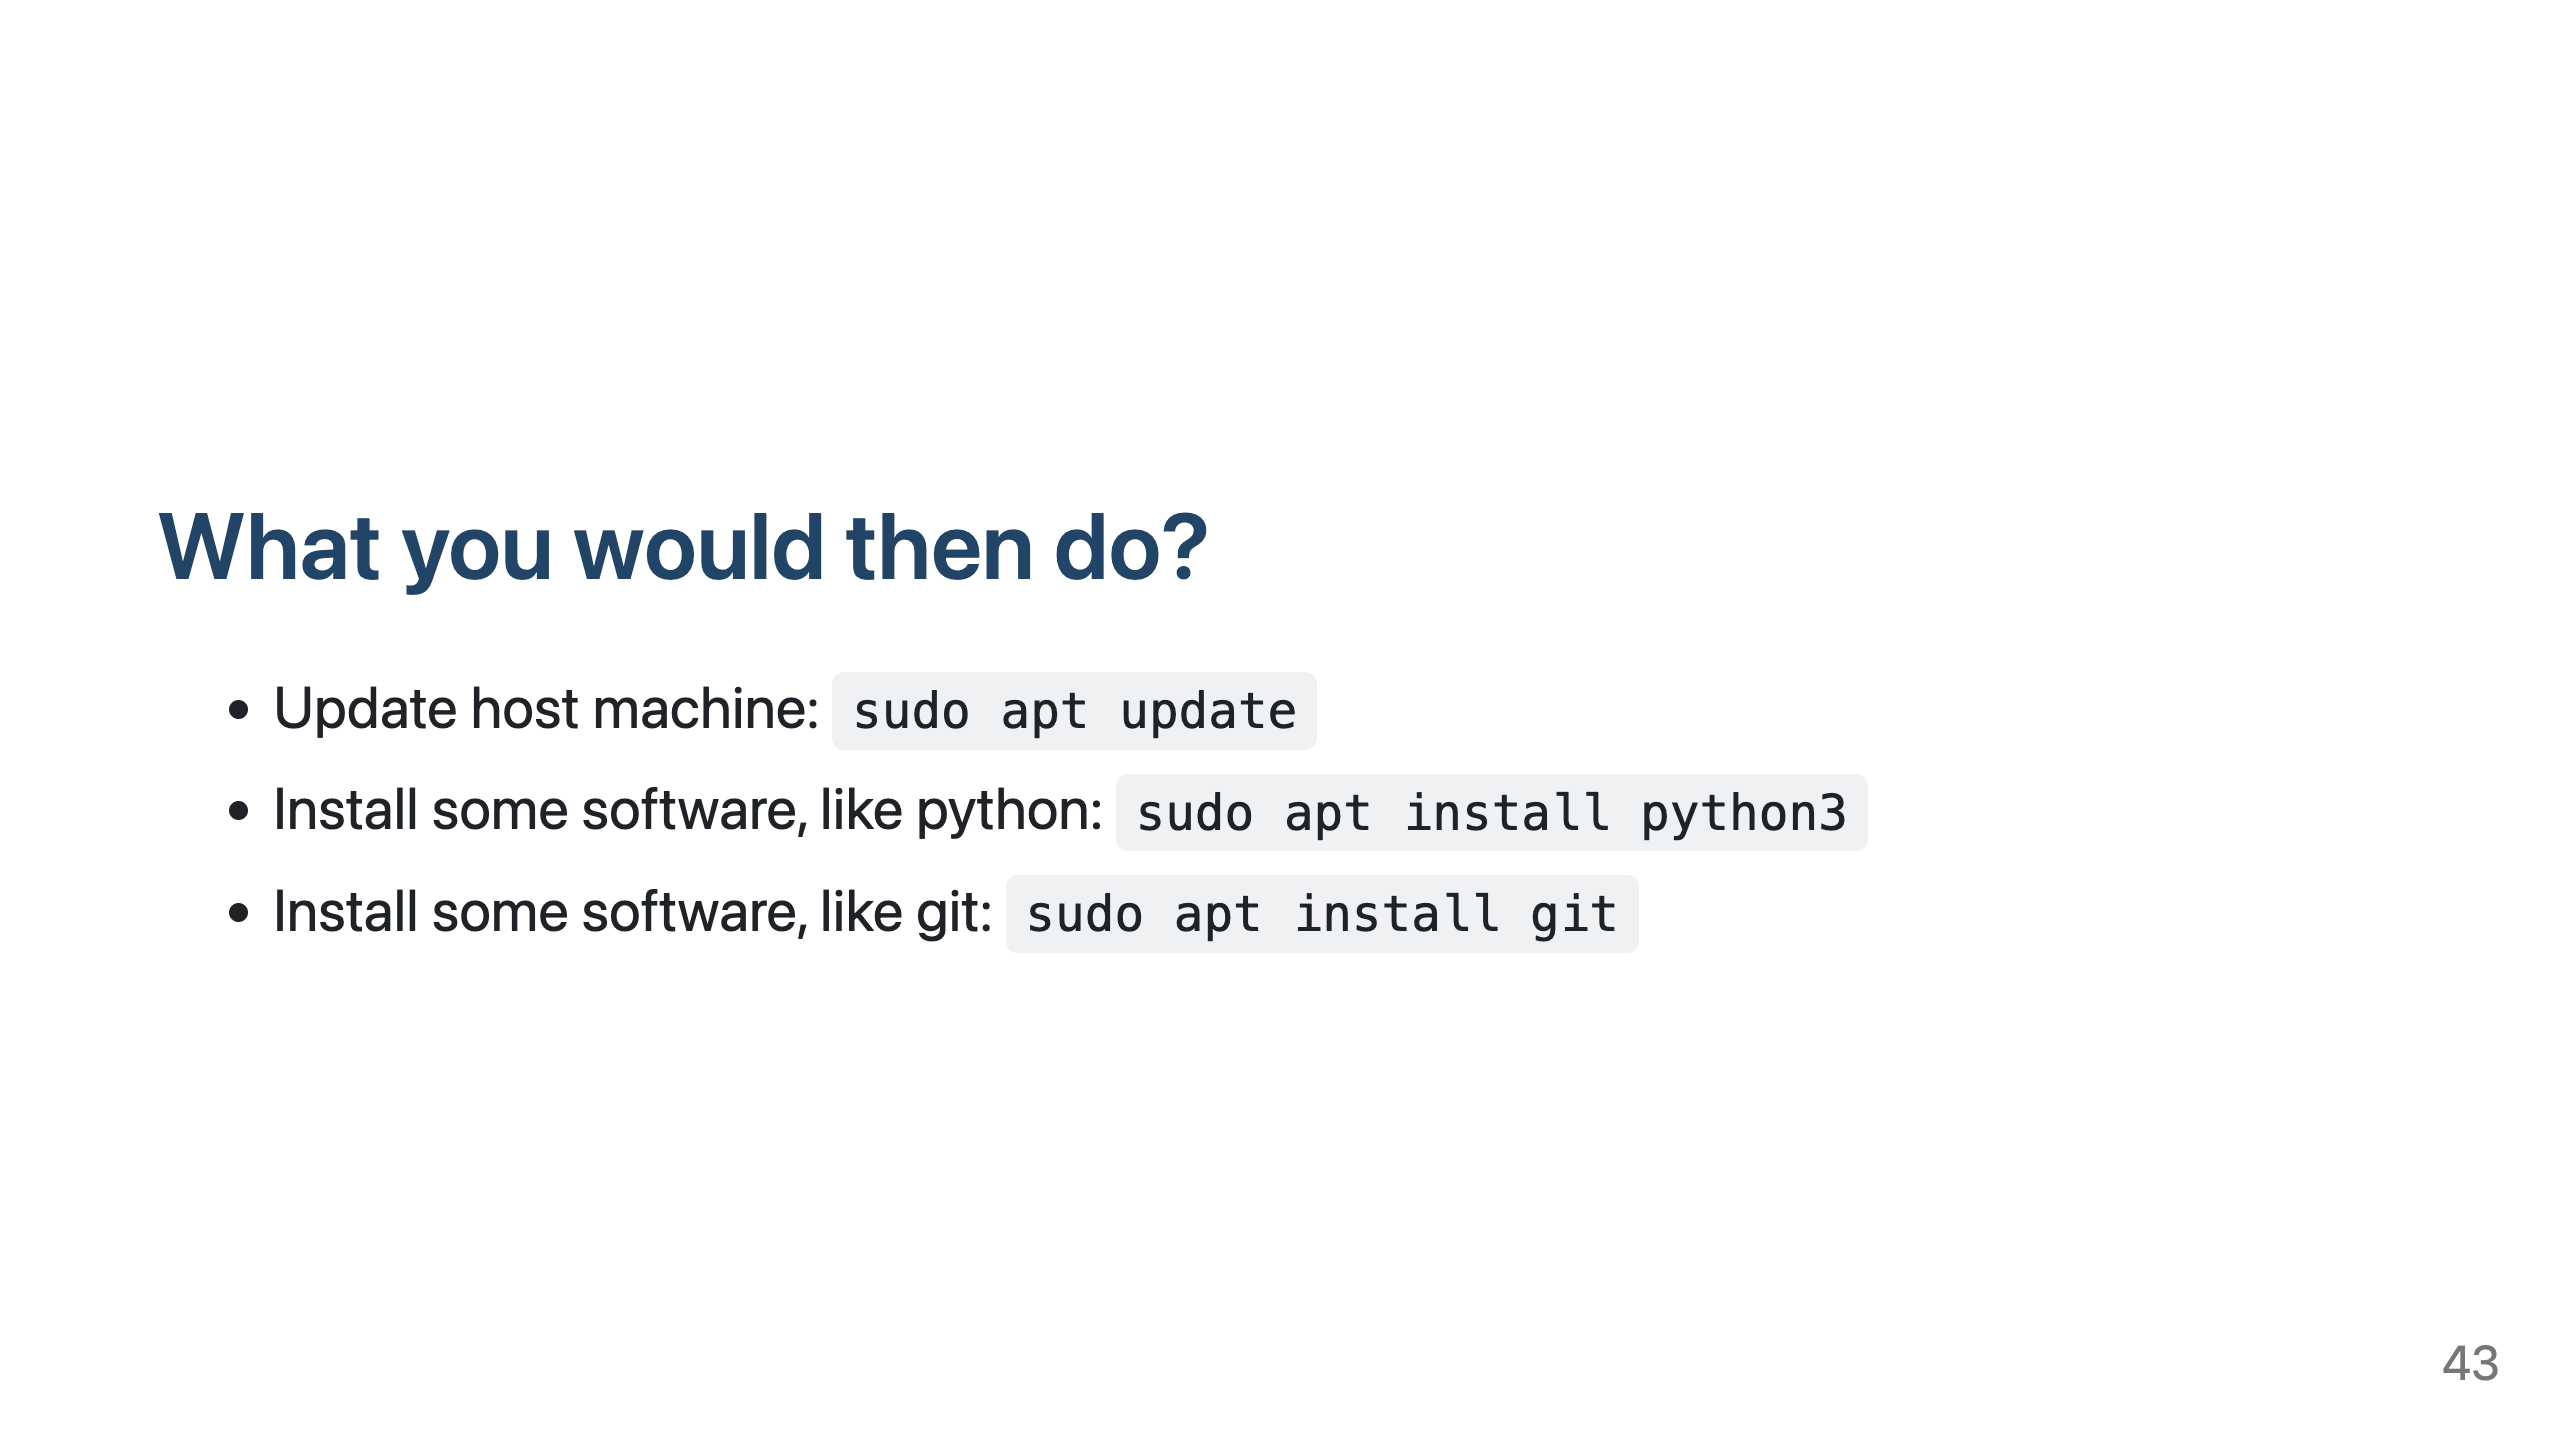 What you would then do?
• Update host machine: sudo apt update
• Install some software, like python: sudo apt install python3
• Install some software, like git: sudo apt install git
43